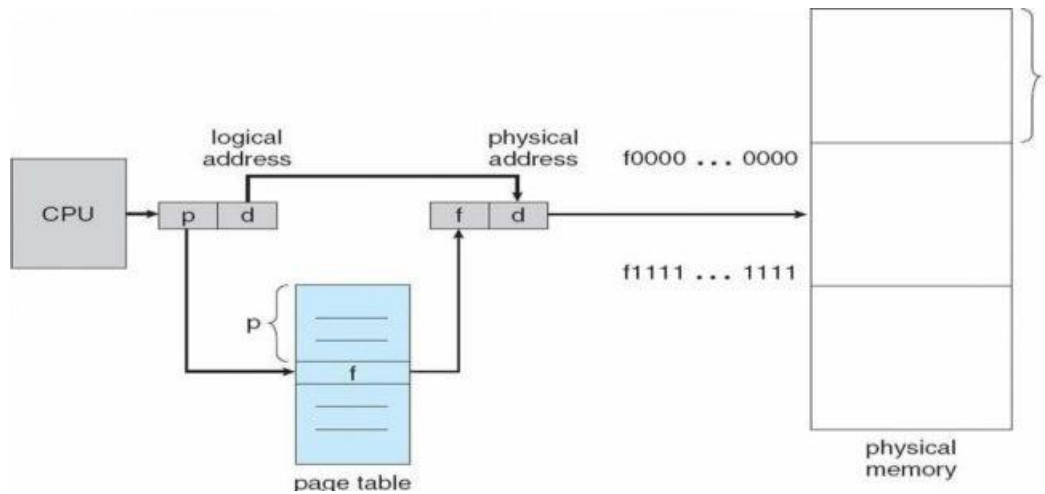 logical
address
physical
address
f0000 ... 0000
CPU
p
d
f
d
f1111 ... 1111
p
f
physical
memory
page table